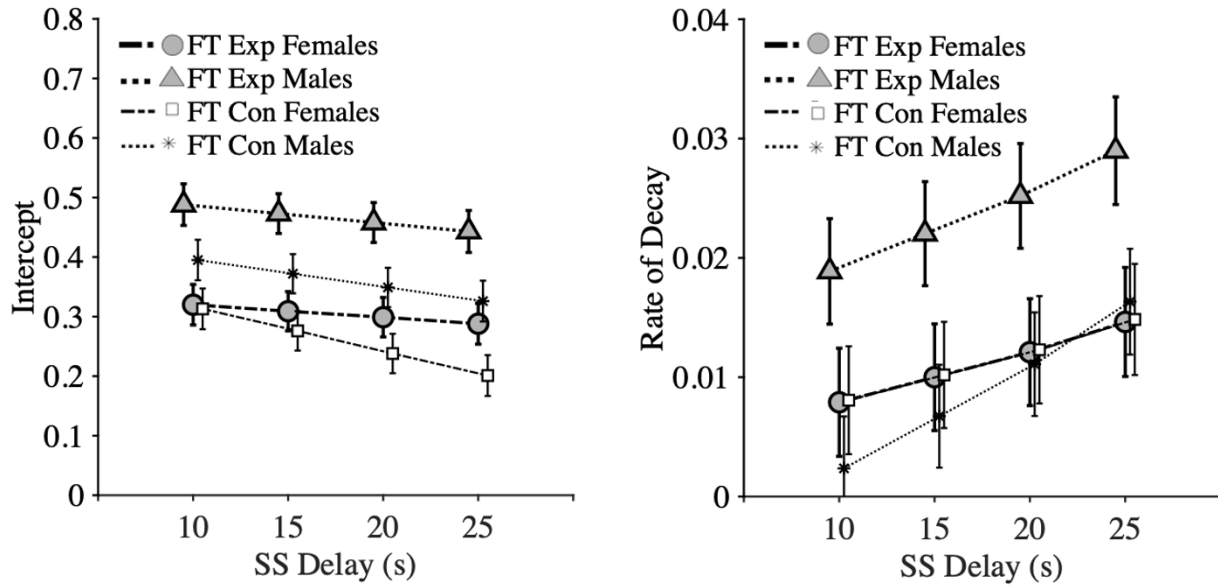 0.8
0.7
0.6
0.5
0.4
0.3
0.2
0.1
0
Intercept
FT Exp Females
FT Exp Males
FT Con Females
FT Con Males
10 15 20 25
SS Delay (s)
0.04
0.03
0.02
0.01
0
Rate of Decay
FT Exp Females
FT Exp Males
FT Con Females
FT Con Males
10 15 20 25
SS Delay (s)